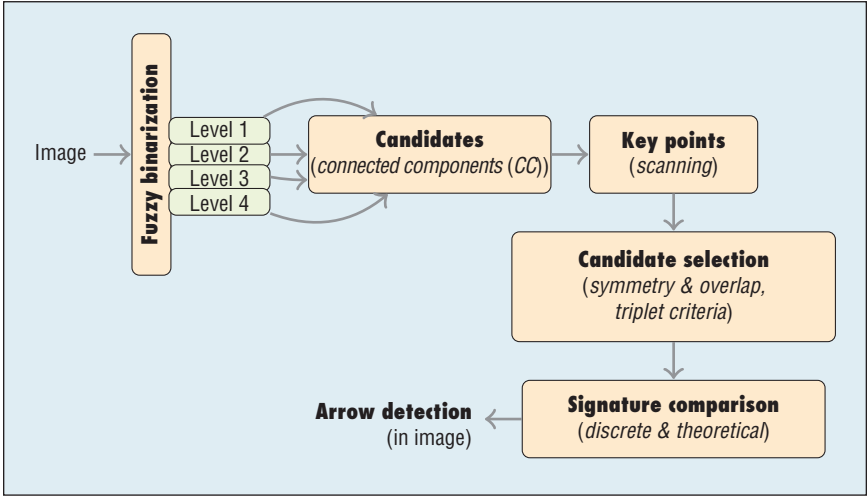 Image
Fuzzy binarization
Level 1
Level 2
Level 3
Level 4
Candidates
(connected components (CC))
Key points
(scanning)
Candidate selection
(symmetry & overlap,
triplet criteria)
Signature comparison
(discrete & theoretical)
Arrow detection
(in image)